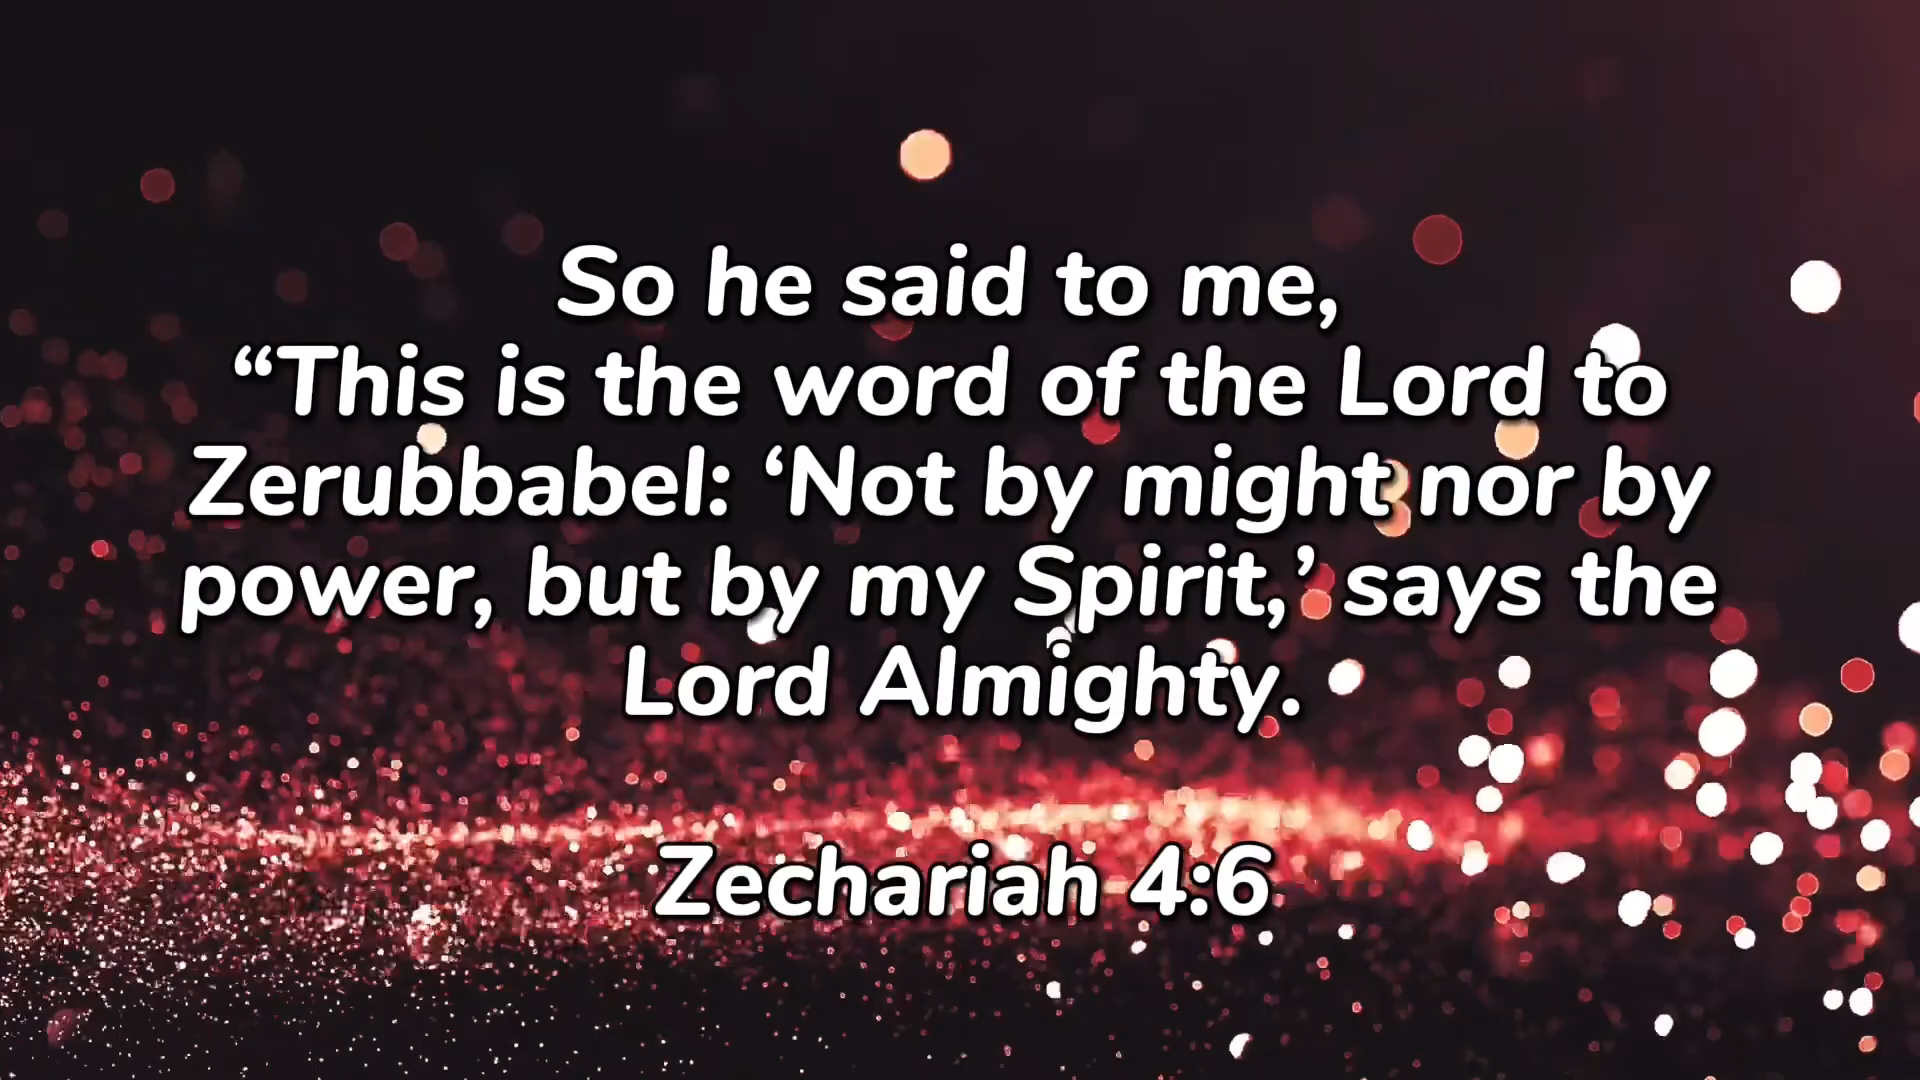 So he said to me,
“This is the word of the Lord to
Zerubbabel: ‘Not by might nor by
power, but by my Spirit,’ says the
Lord Almighty.
Zechariah 4:6